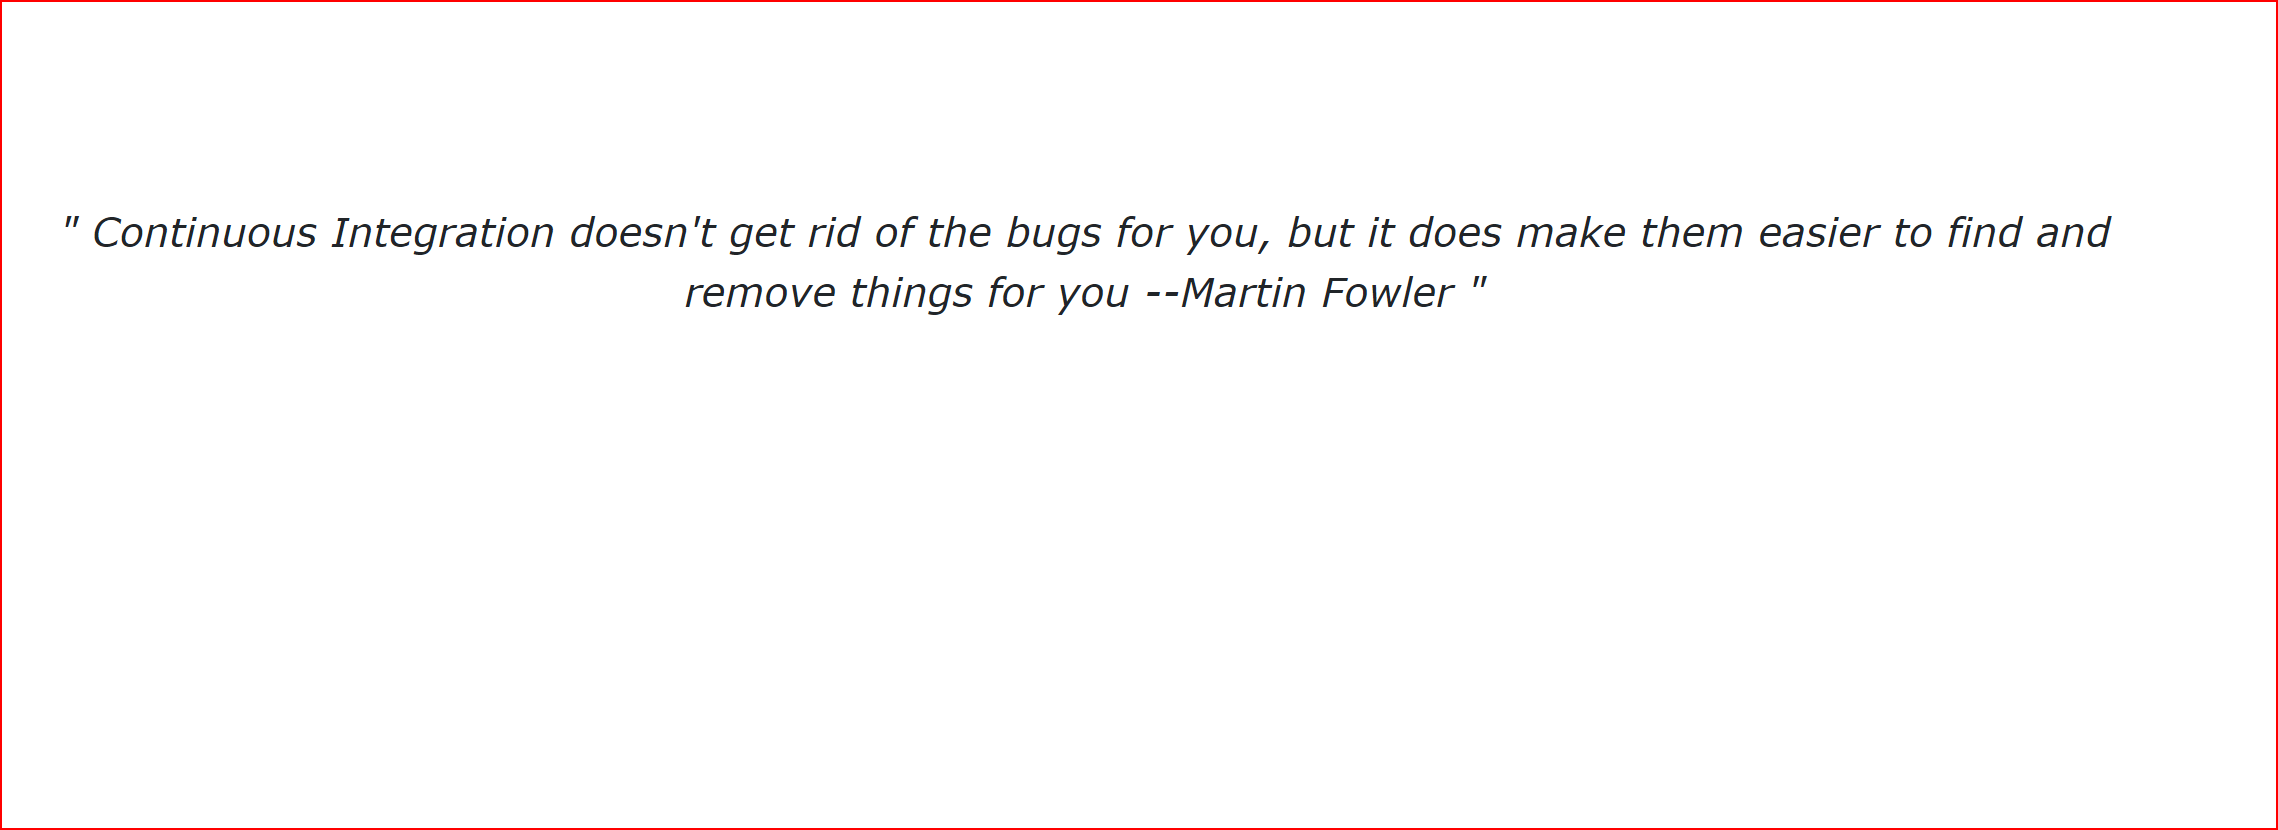 " Continuous Integration doesn't get rid of the bugs for you, but it does make them easier to find and
remove things for you --Martin Fowler "